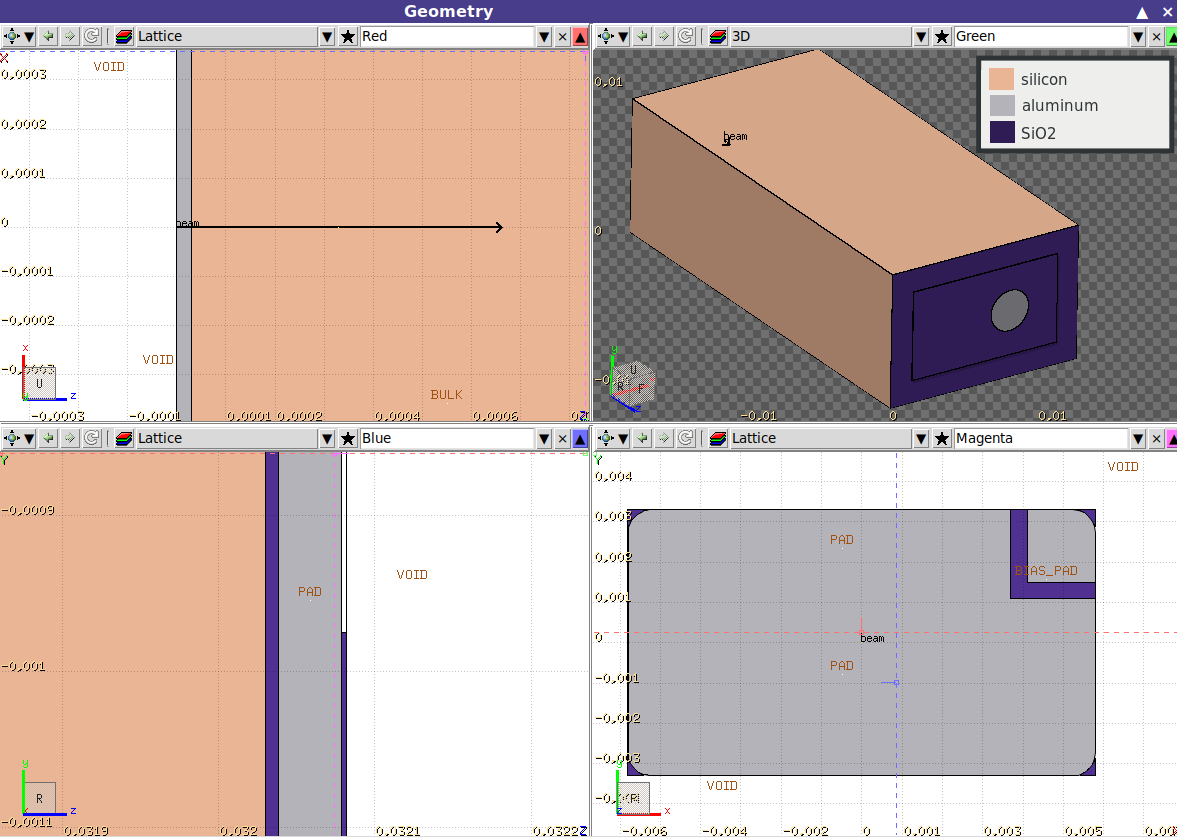 Geometry
Lattice
Red
X
VOID
0,0003
0,0002
0,0001
0
beam
-0,0001
-0,0002
VOID
-0,0003
x
U
z
BULK
-0,0003
-0,0001
0,0001
0,0002
0,0004
0,0006
3D
Green
silicon
aluminum
SiO2
0,01
beam
0
y
U
R
F
z
-0,01
-0,01
0
0,01
Lattice
Blue
Y
-0,0009
PAD
VOID
-0,001
y
R
z
-0,0011
0,0319
0,032
0,0321
0,0322
Z
Lattice
Magenta
Y
VOID
0,004
0,003
PAD
0,002
BIAS_PAD
0,001
0
beam
PAD
-0,001
-0,002
-0,003
VOID
x
-0,006
-0,004
-0,002
0
0,001
0,003
0,005